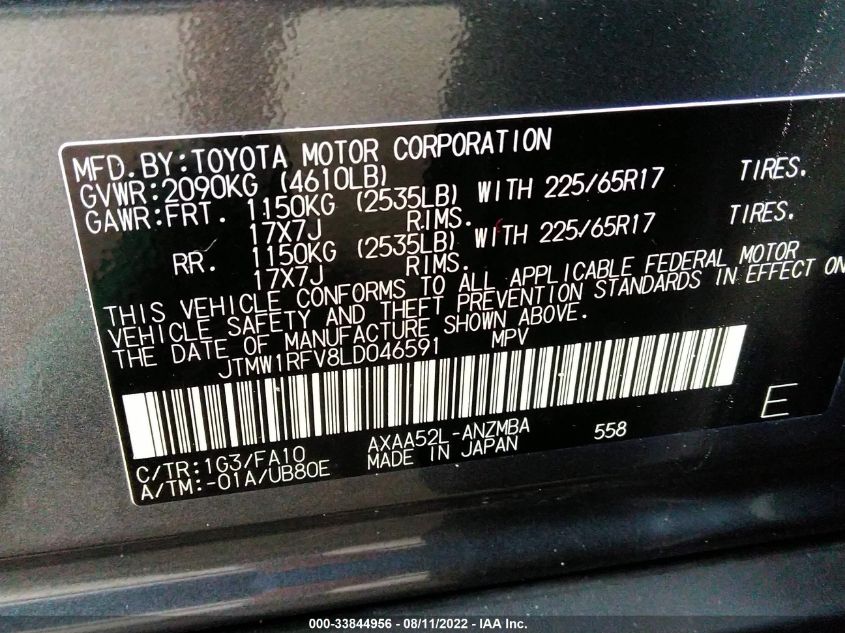 MFD.BY:TOYOTA MOTOR CORPORATION
GVWR:2090KG (4610LB)
GAWR:FRT. 1150KG (2535LB) WITH 225/65R17 TIRES.
17X7J RIMS.
RR. 1150KG (2535LB) WITH 225/65R17 TIRES.
17X7J RIMS.
THIS VEHICLE CONFORMS TO ALL APPLICABLE FEDERAL MOTOR
VEHICLE SAFETY AND THEFT PREVENTION STANDARDS IN EFFECT ON
THE DATE OF MANUFACTURE SHOWN ABOVE.
JTMW1RFV8LD046591 MPV
E
C/TR:1G3/FA10 AXAA52L-ANZMBA 558
A/TM:-01A/UB80E MADE IN JAPAN
000-33844956 - 08/11/2022 - IAA Inc.